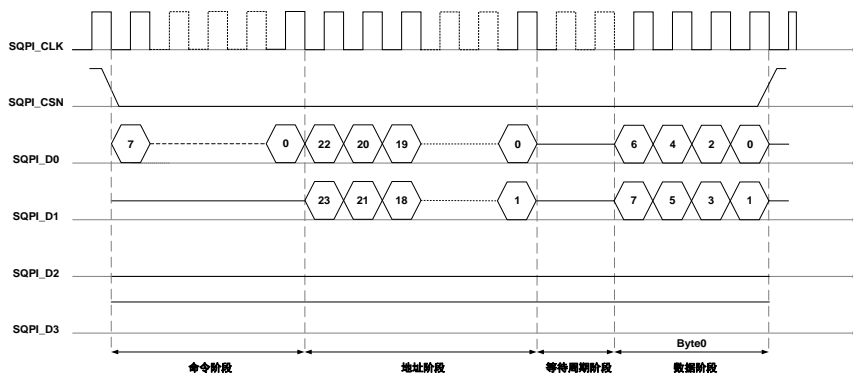 SQPI_CLK
SQPI_CSN
SQPI_D0 7 0 22 20 19 0 6 4 2 0
SQPI_D1 23 21 18 1 7 5 3 1
SQPI_D2
SQPI_D3
Byte0
命令阶段 地址阶段 等待周期阶段 数据阶段